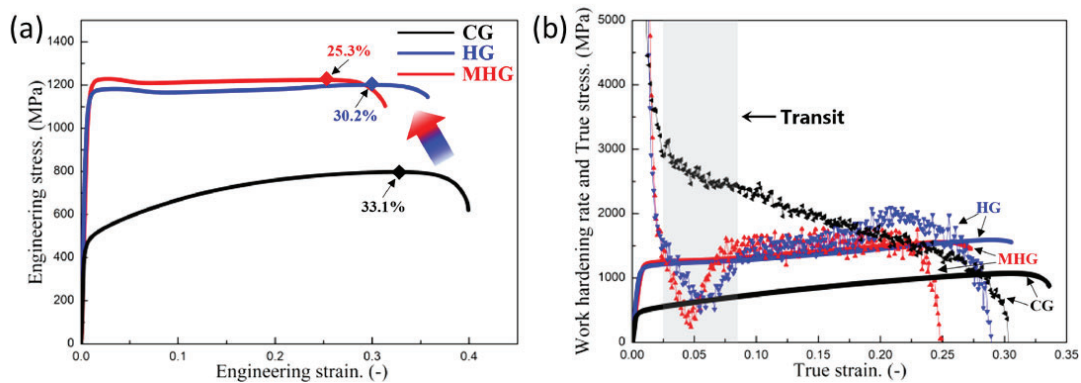 (a)
Engineering stress. (MPa)
1400
1200
1000
800
600
400
200
0
CG
HG
MHG
25.3%
30.2%
33.1%
0.0
0.1
0.2
0.3
0.4
Engineering strain. (-)
(b)
Work hardening rate and True stress. (MPa)
5000
4000
3000
2000
1000
0
Transit
HG
MHG
CG
0.00
0.05
0.10
0.15
0.20
0.25
0.30
0.35
True strain. (-)